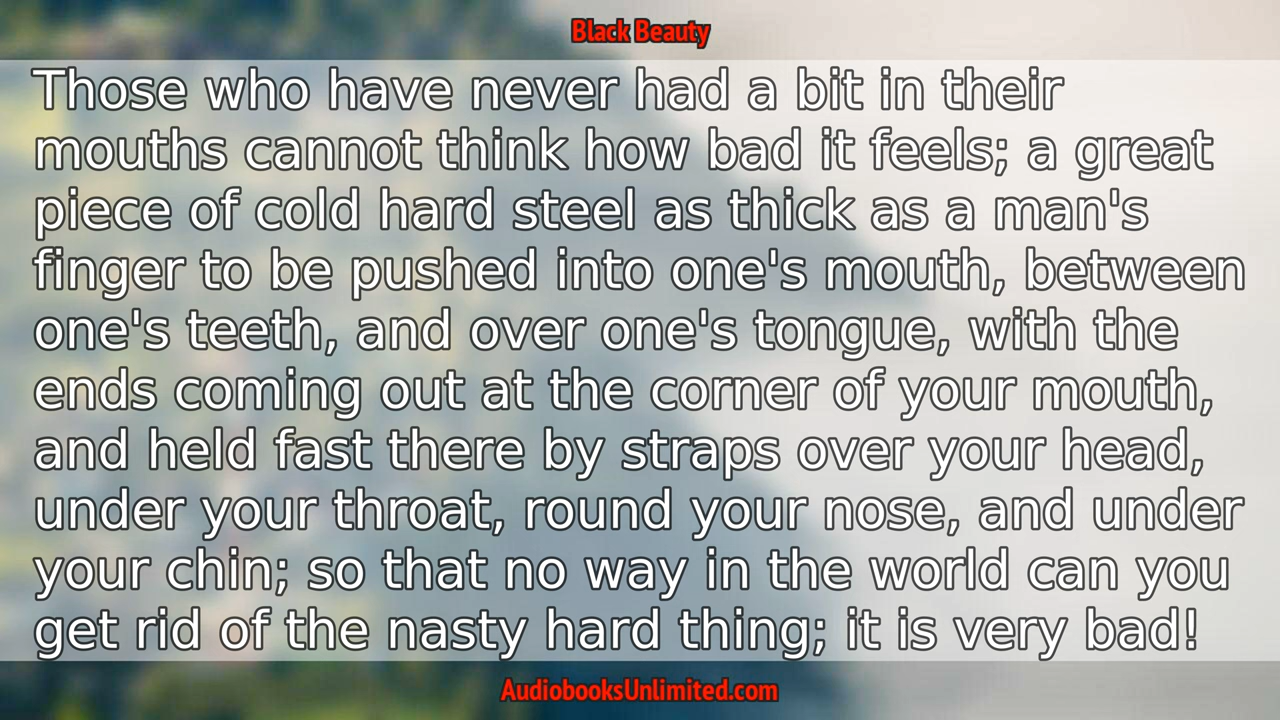 Black Beauty
Those who have never had a bit in their
mouths cannot think how bad it feels; a great
piece of cold hard steel as thick as a man's
finger to be pushed into one's mouth, between
one's teeth, and over one's tongue, with the
ends coming out at the corner of your mouth,
and held fast there by straps over your head,
under your throat, round your nose, and under
your chin; so that no way in the world can you
get rid of the nasty hard thing; it is very bad!
AudiobooksUnlimited.com